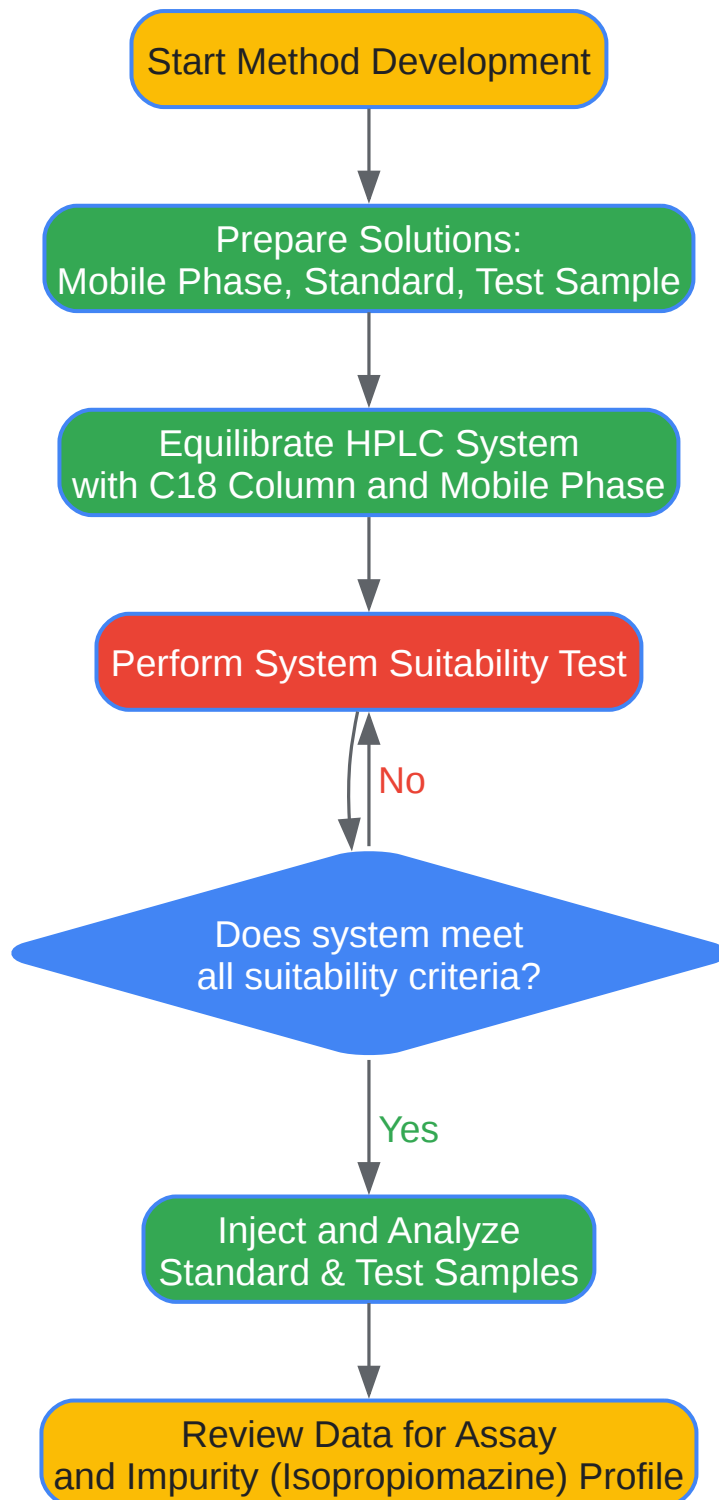 Start Method Development
Prepare Solutions:
Mobile Phase, Standard, Test Sample
Equilibrate HPLC System
with C18 Column and Mobile Phase
Perform System Suitability Test
No
Does system meet
all suitability criteria?
Yes
Inject and Analyze
Standard & Test Samples
Review Data for Assay
and Impurity (Isopropiomazine) Profile